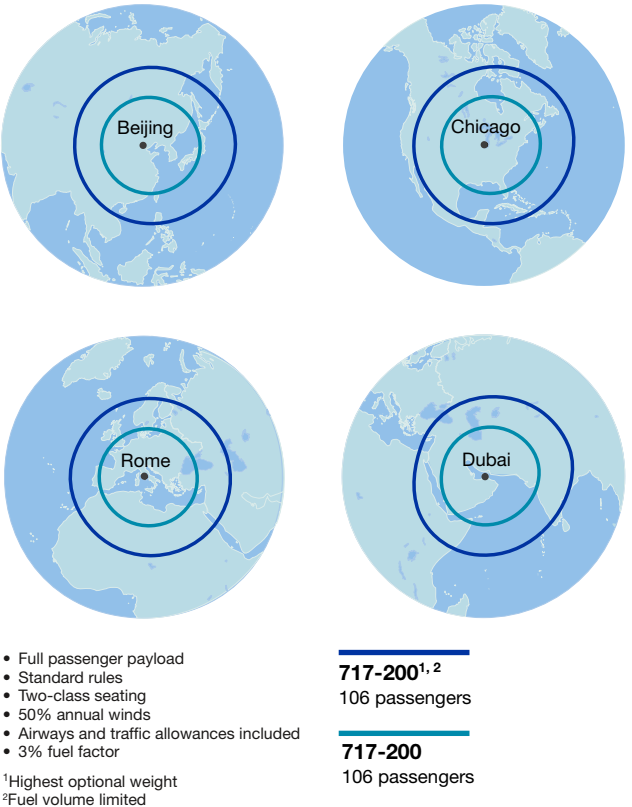 Beijing
Chicago
Rome
Dubai
• Full passenger payload
• Standard rules
• Two-class seating
• 50% annual winds
• Airways and traffic allowances included
• 3% fuel factor
¹Highest optional weight
²Fuel volume limited
717-200¹, ²
106 passengers
717-200
106 passengers